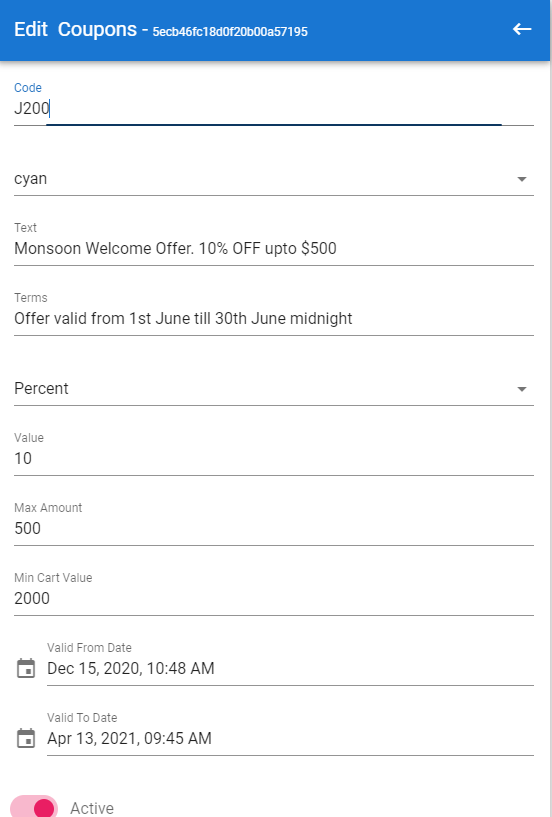 Edit Coupons - 5ecb46fc18d0f20b00a57195
Code
J200
cyan
Text
Monsoon Welcome Offer. 10% OFF upto $500
Terms
Offer valid from 1st June till 30th June midnight
Percent
Value
10
Max Amount
500
Min Cart Value
2000
Valid From Date
Dec 15, 2020, 10:48 AM
Valid To Date
Apr 13, 2021, 09:45 AM
Active